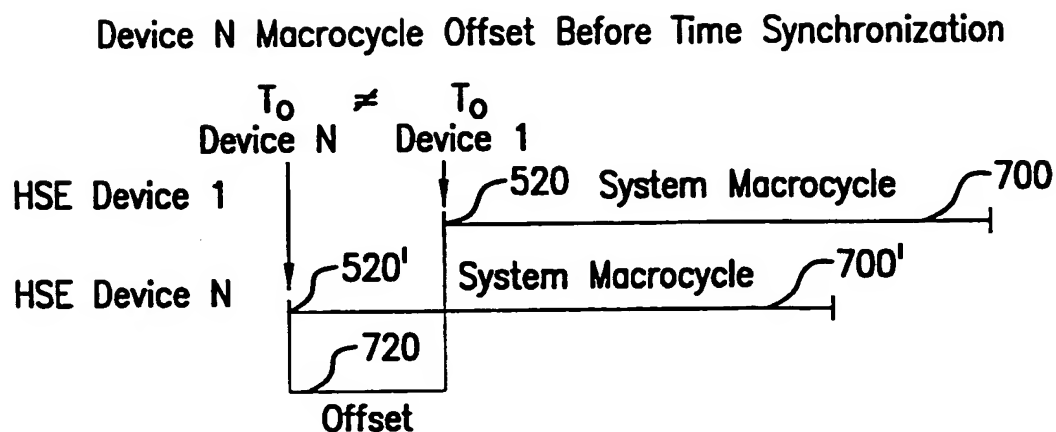 Device N Macrocycle Offset Before Time Synchronization
T₀ ≠ T₀
Device N Device 1
HSE Device 1 520 System Macrocycle 700
HSE Device N 520' System Macrocycle 700'
720
Offset